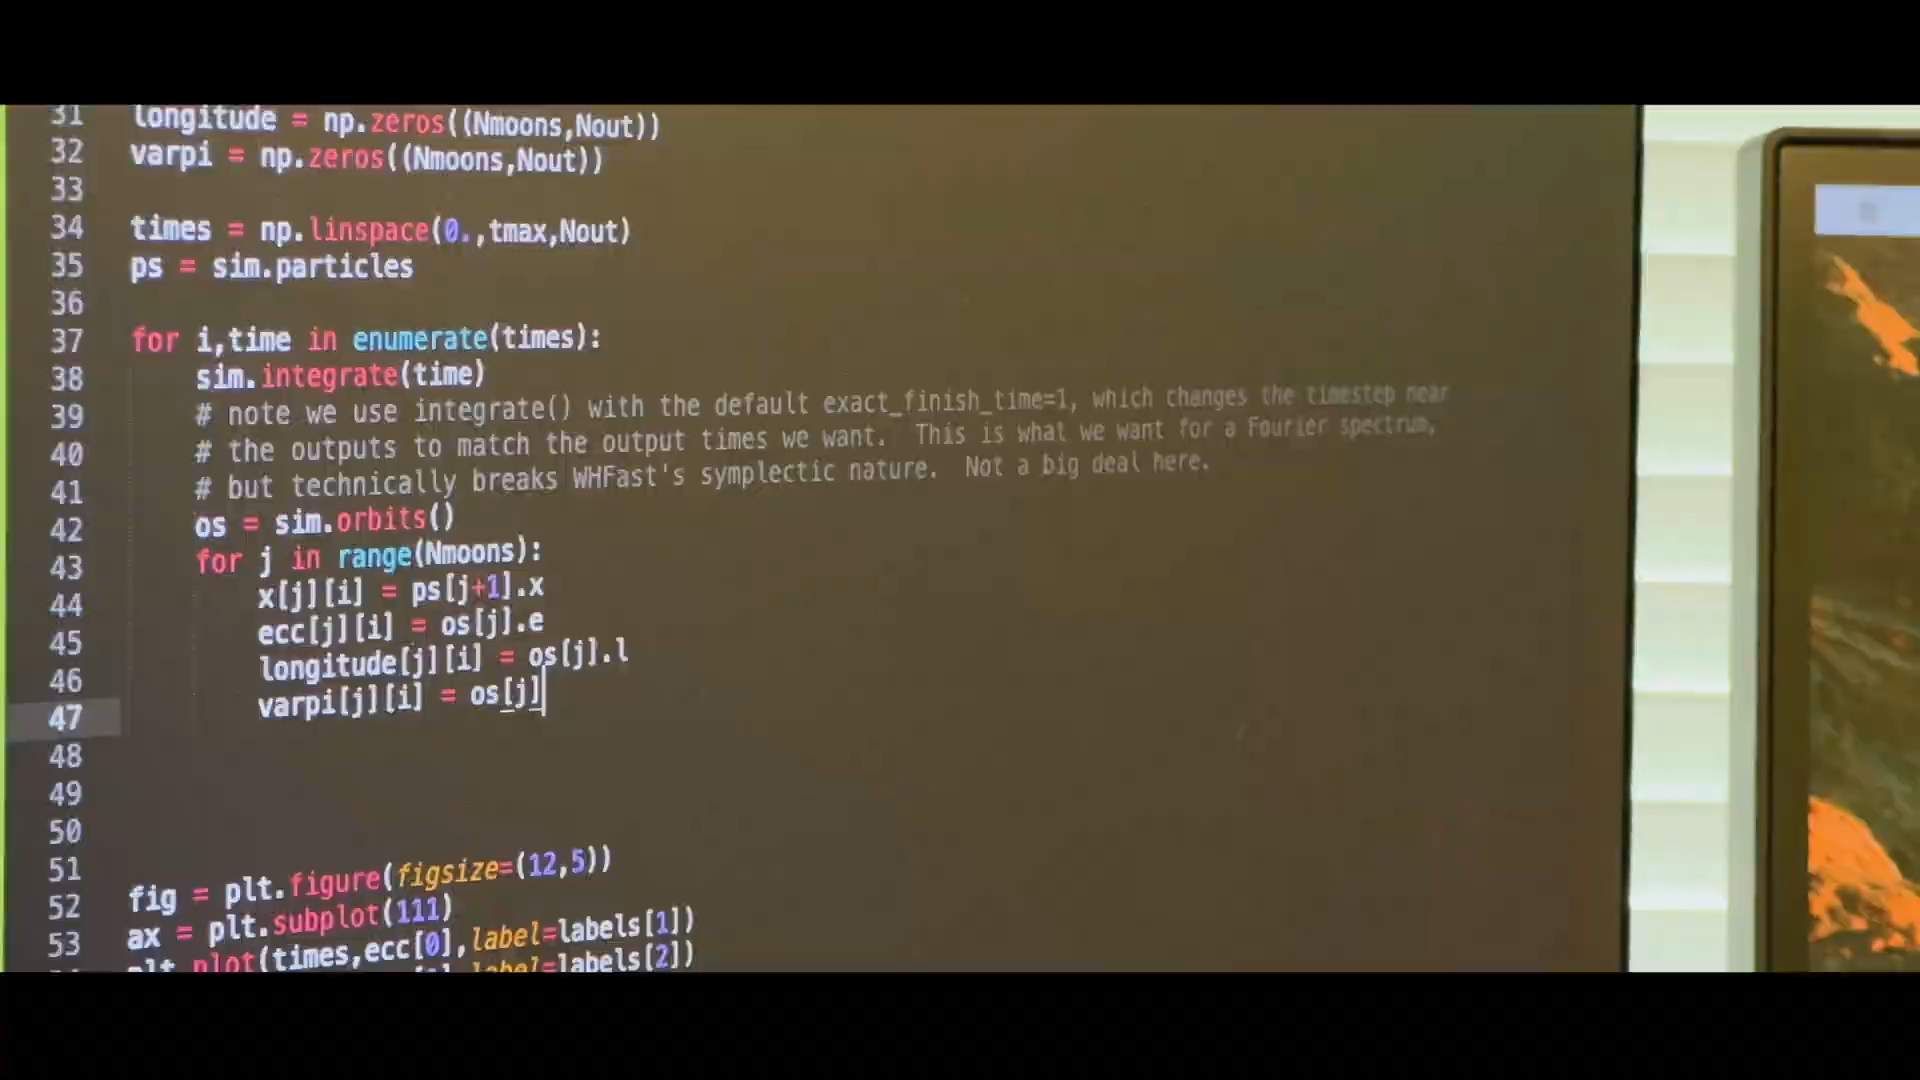 31 longitude = np.zeros((Nmoons,Nout))
32 varpi = np.zeros((Nmoons,Nout))
33
34 times = np.linspace(0.,tmax,Nout)
35 ps = sim.particles
36
37 for i,time in enumerate(times):
38 sim.integrate(time)
39 # note we use integrate() with the default exact_finish_time=1, which changes the timestep near
40 # the outputs to match the output times we want. This is what we want for a Fourier spectrum,
41 # but technically breaks WHFast's symplectic nature. Not a big deal here.
42 os = sim.orbits()
43 for j in range(Nmoons):
44 x[j][i] = ps[j+1].x
45 ecc[j][i] = os[j].e
46 longitude[j][i] = os[j].l
47 varpi[j][i] = os[j]
48
49
50
51 fig = plt.figure(figsize=(12,5))
52 ax = plt.subplot(111)
53 plt.plot(times,ecc[0],label=labels[1])
label=labels[2])